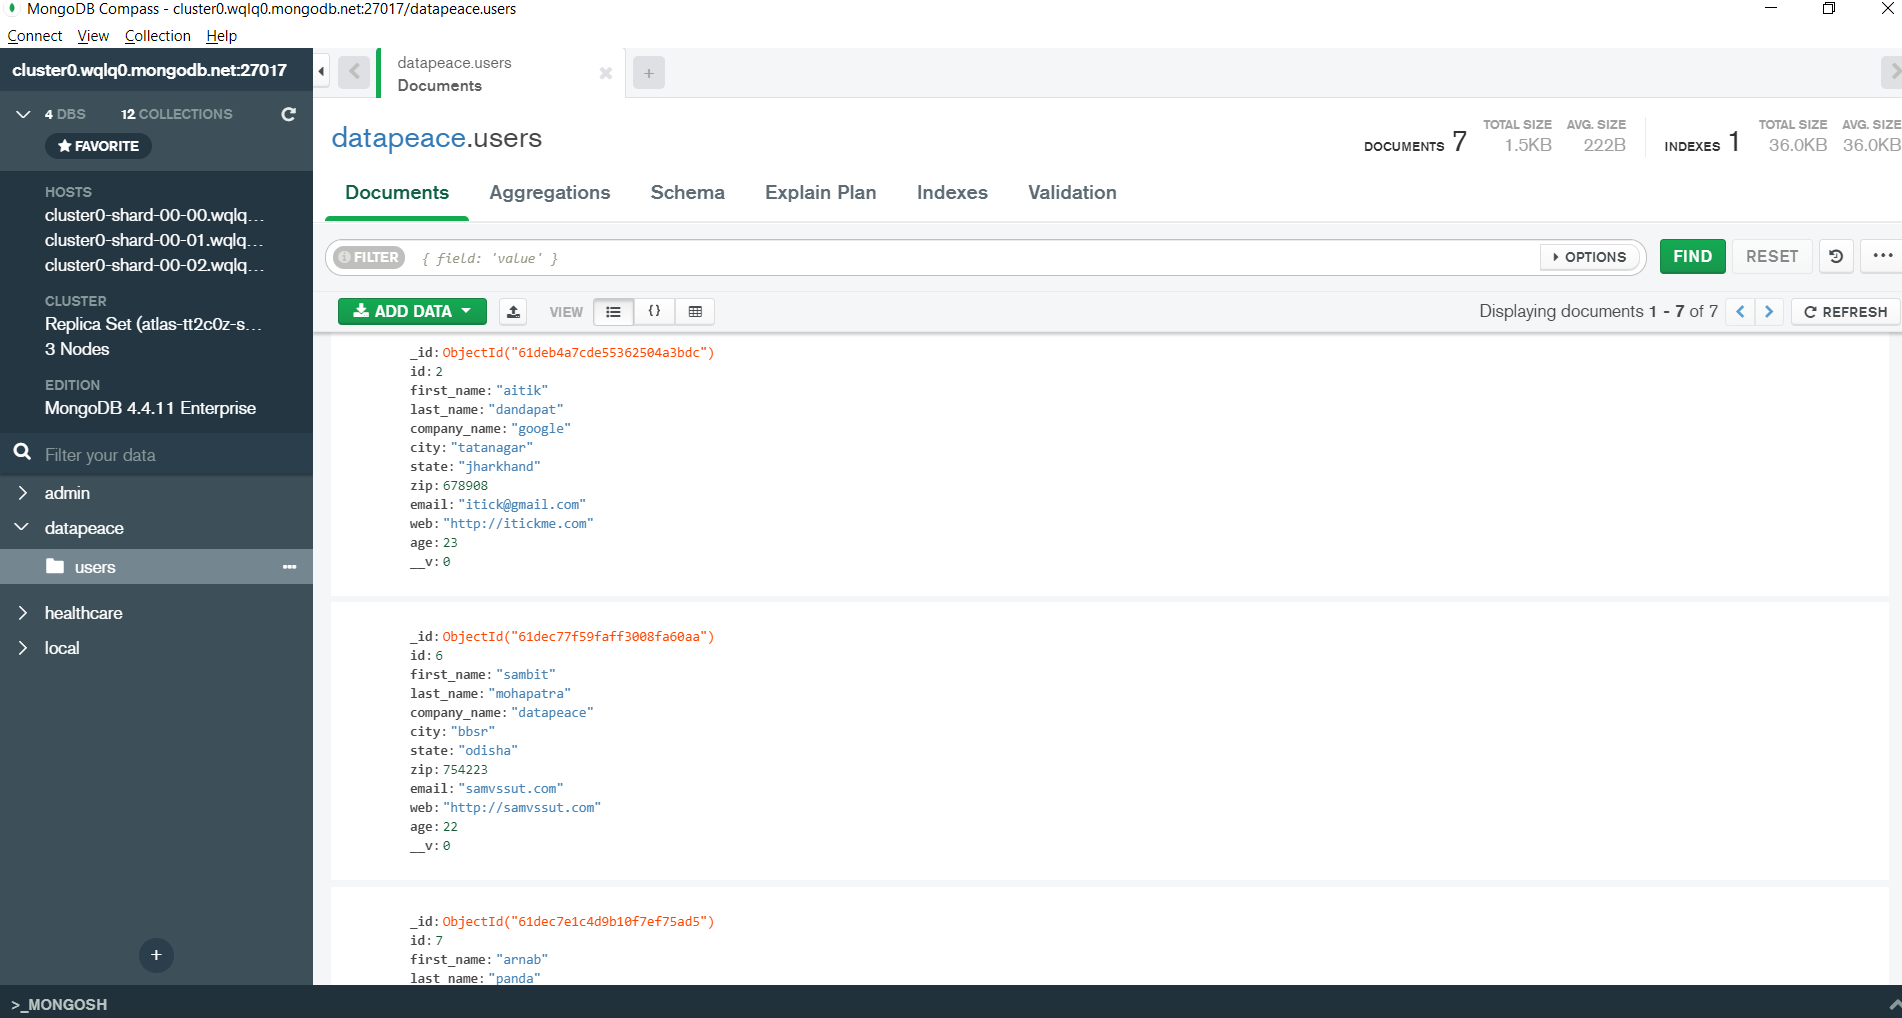 MongoDB Compass - cluster0.wqlq0.mongodb.net:27017/datapeace.users
Connect View Collection Help
cluster0.wqlq0.mongodb.net:27017
4 DBS 12 COLLECTIONS
FAVORITE
HOSTS
cluster0-shard-00-00.wqlq...
cluster0-shard-00-01.wqlq...
cluster0-shard-00-02.wqlq...
CLUSTER
Replica Set (atlas-tt2c0z-s...
3 Nodes
EDITION
MongoDB 4.4.11 Enterprise
Filter your data
admin
datapeace
users
healthcare
local
>_MONGOSH
datapeace.users
Documents
datapeace.users
DOCUMENTS 7 TOTAL SIZE 1.5KB AVG. SIZE 222B
INDEXES 1 TOTAL SIZE 36.0KB AVG. SIZE 36.0KB
Documents Aggregations Schema Explain Plan Indexes Validation
FILTER { field: 'value' } OPTIONS FIND RESET
ADD DATA VIEW {} Displaying documents 1 - 7 of 7 REFRESH
_id: ObjectId("61deb4a7cde55362504a3bdc")
id: 2
first_name: "aitik"
last_name: "dandapat"
company_name: "google"
city: "tatanagar"
state: "jharkhand"
zip: 678908
email: "itick@gmail.com"
web: "http://itickme.com"
age: 23
__v: 0
_id: ObjectId("61dec77f59faff3008fa60aa")
id: 6
first_name: "sambit"
last_name: "mohapatra"
company_name: "datapeace"
city: "bbsr"
state: "odisha"
zip: 754223
email: "samvssut.com"
web: "http://samvssut.com"
age: 22
__v: 0
_id: ObjectId("61dec7e1c4d9b10f7ef75ad5")
id: 7
first_name: "arnab"
last_name: "panda"